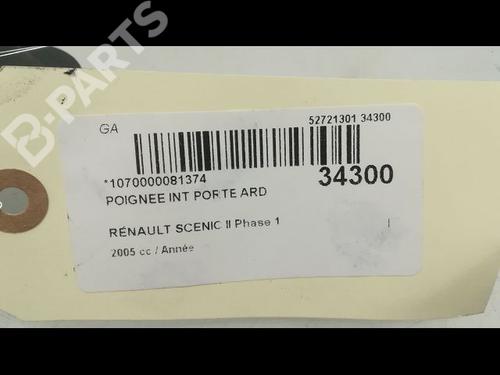 B-PARTS
GA
52721301 34300
*1070000081374
34300
POIGNEE INT PORTE ARD
RENAULT SCENIC II Phase 1
2005 cc / Année